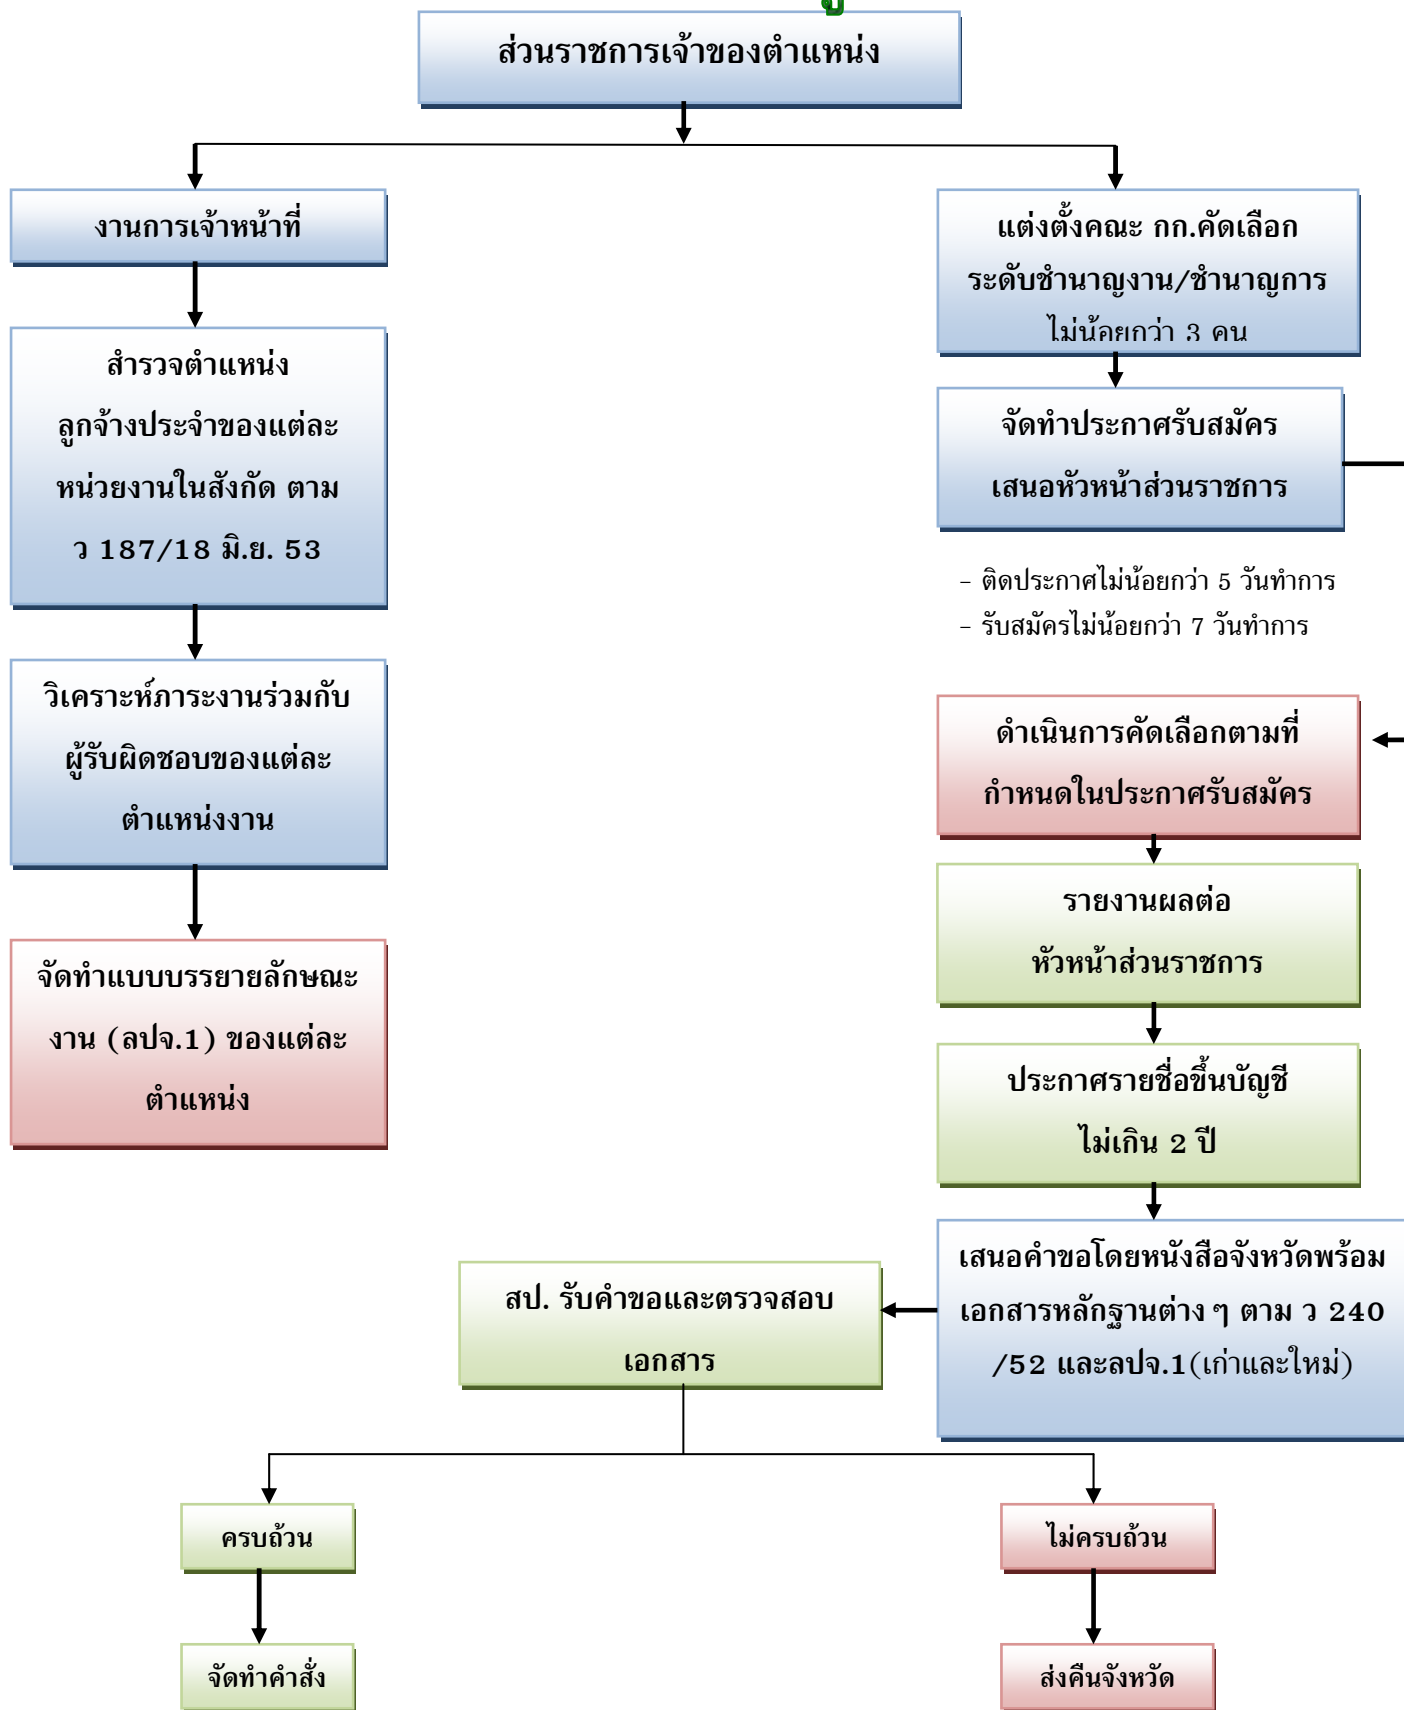 ส่วนราชการเจ้าของตำแหน่ง
งานการเจ้าหน้าที่
สำรวจตำแหน่ง
ลูกจ้างประจำของแต่ละ
หน่วยงานในสังกัด ตาม
ว 187/18 มิ.ย. 53
วิเคราะห์ภาระงานร่วมกับ
ผู้รับผิดชอบของแต่ละ
ตำแหน่งงาน
จัดทำแบบบรรยายลักษณะ
งาน (ลปจ.1) ของแต่ละ
ตำแหน่ง
แต่งตั้งคณะ กก.คัดเลือก
ระดับชำนาญงาน/ชำนาญการ
ไม่น้อยกว่า 3 คน
จัดทำประกาศรับสมัคร
เสนอหัวหน้าส่วนราชการ
- ติดประกาศไม่น้อยกว่า 5 วันทำการ
- รับสมัครไม่น้อยกว่า 7 วันทำการ
ดำเนินการคัดเลือกตามที่
กำหนดในประกาศรับสมัคร
รายงานผลต่อ
หัวหน้าส่วนราชการ
ประกาศรายชื่อขึ้นบัญชี
ไม่เกิน 2 ปี
เสนอคำขอโดยหนังสือจังหวัดพร้อม
เอกสารหลักฐานต่าง ๆ ตาม ว 240
/52 และลปจ.1(เก่าและใหม่)
สป. รับคำขอและตรวจสอบ
เอกสาร
ครบถ้วน
ไม่ครบถ้วน
จัดทำคำสั่ง
ส่งคืนจังหวัด